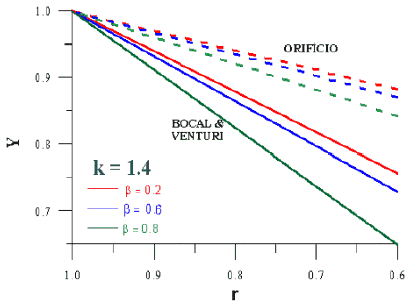 1.0
0.9
0.8
0.7
Y
ORIFÍCIO
BOCAL &
VENTURI
k = 1.4
β = 0.2
β = 0.6
β = 0.8
1.0
0.9
0.8
0.7
0.6
r